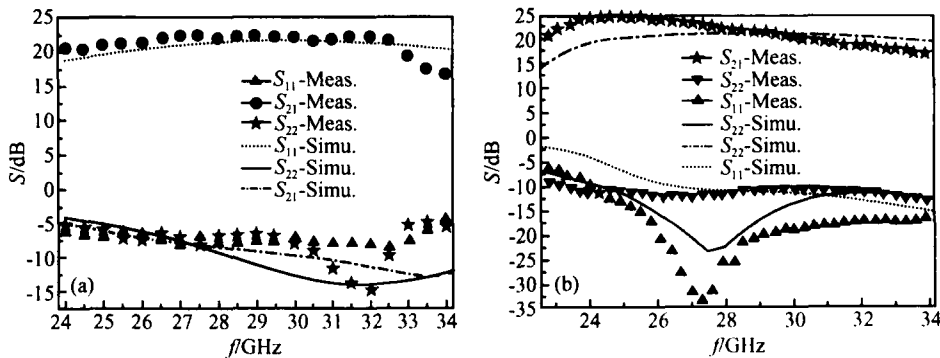 25
20
15
10
5
0
-5
-10
-15
S/dB
S11-Meas.
S21-Meas.
S22-Meas.
S11-Simu.
S22-Simu.
S21-Simu.
(a)
24 25 26 27 28 29 30 31 32 33 34
f/GHz
25
20
15
10
5
0
-5
-10
-15
-20
-25
-30
-35
S/dB
S21-Meas.
S22-Meas.
S11-Meas.
S22-Simu.
S22-Simu.
S11-Simu.
(b)
24 26 28 30 32 34
f/GHz